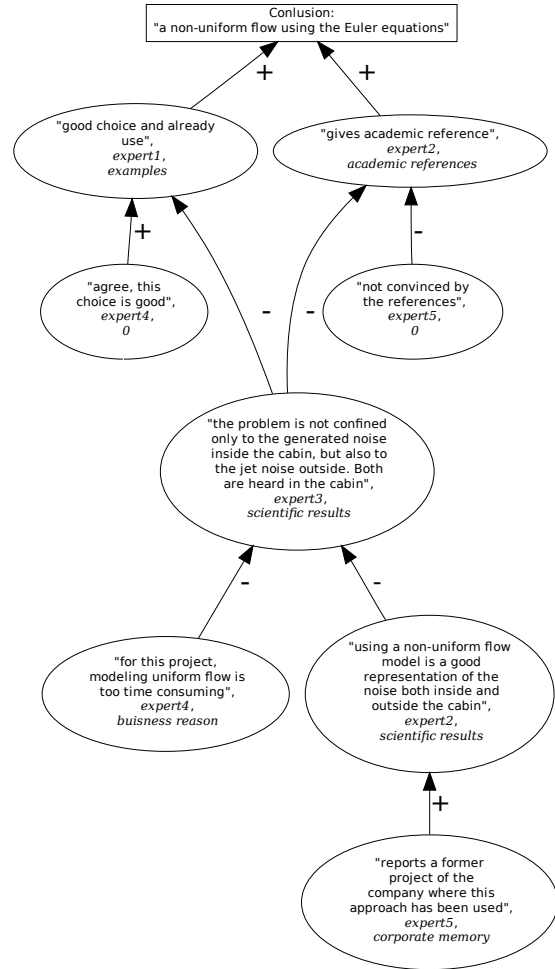 Conlusion:
"a non-uniform flow using the Euler equations"
+
+
"good choice and already
use",
expert1,
examples
"gives academic reference",
expert2,
academic references
+
-
"agree, this
choice is good",
expert4,
0
-
-
"not convinced by
the references",
expert5,
0
"the problem is not confined
only to the generated noise
inside the cabin, but also to
the jet noise outside. Both
are heard in the cabin",
expert3,
scientific results
-
-
"for this project,
modeling uniform flow is
too time consuming",
expert4,
buisness reason
"using a non-uniform flow
model is a good
representation of the
noise both inside and
outside the cabin",
expert2,
scientific results
+
"reports a former
project of the
company where this
approach has been used",
expert5,
corporate memory